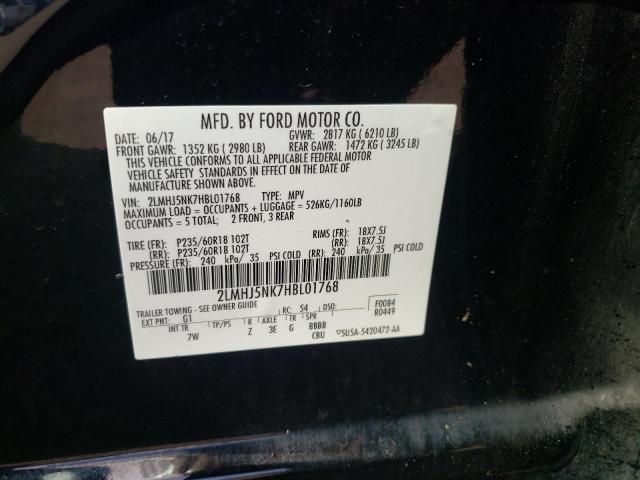 MFD. BY FORD MOTOR CO.
DATE: 06/17 GVWR: 2817 KG ( 6210 LB)
FRONT GAWR: 1352 KG ( 2980 LB) REAR GAWR: 1472 KG ( 3245 LB)
THIS VEHICLE CONFORMS TO ALL APPLICABLE FEDERAL MOTOR
VEHICLE SAFETY STANDARDS IN EFFECT ON THE DATE OF
MANUFACTURE SHOWN ABOVE.
VIN: 2LMHJ5NK7HBL01768 TYPE: MPV
MAXIMUM LOAD = OCCUPANTS + LUGGAGE = 526KG/1160LB
OCCUPANTS = 5 TOTAL; 2 FRONT, 3 REAR
TIRE (FR): P235/60R18 102T RIMS (FR): 18X7.5J
(RR): P235/60R18 102T (RR): 18X7.5J
PRESSURE (FR): 240 kPa/ 35 PSI COLD (RR): 240 kPa/ 35 PSI COLD
2LMHJ5NK7HBL01768
TRAILER TOWING - SEE OWNER GUIDE RC: 54 F0084
EXT PNT: G1 R0449
INT TR TP/PS R AXLE TR SPR BBBB
7W Z 3E G CBU 5U5A-5420472-AA